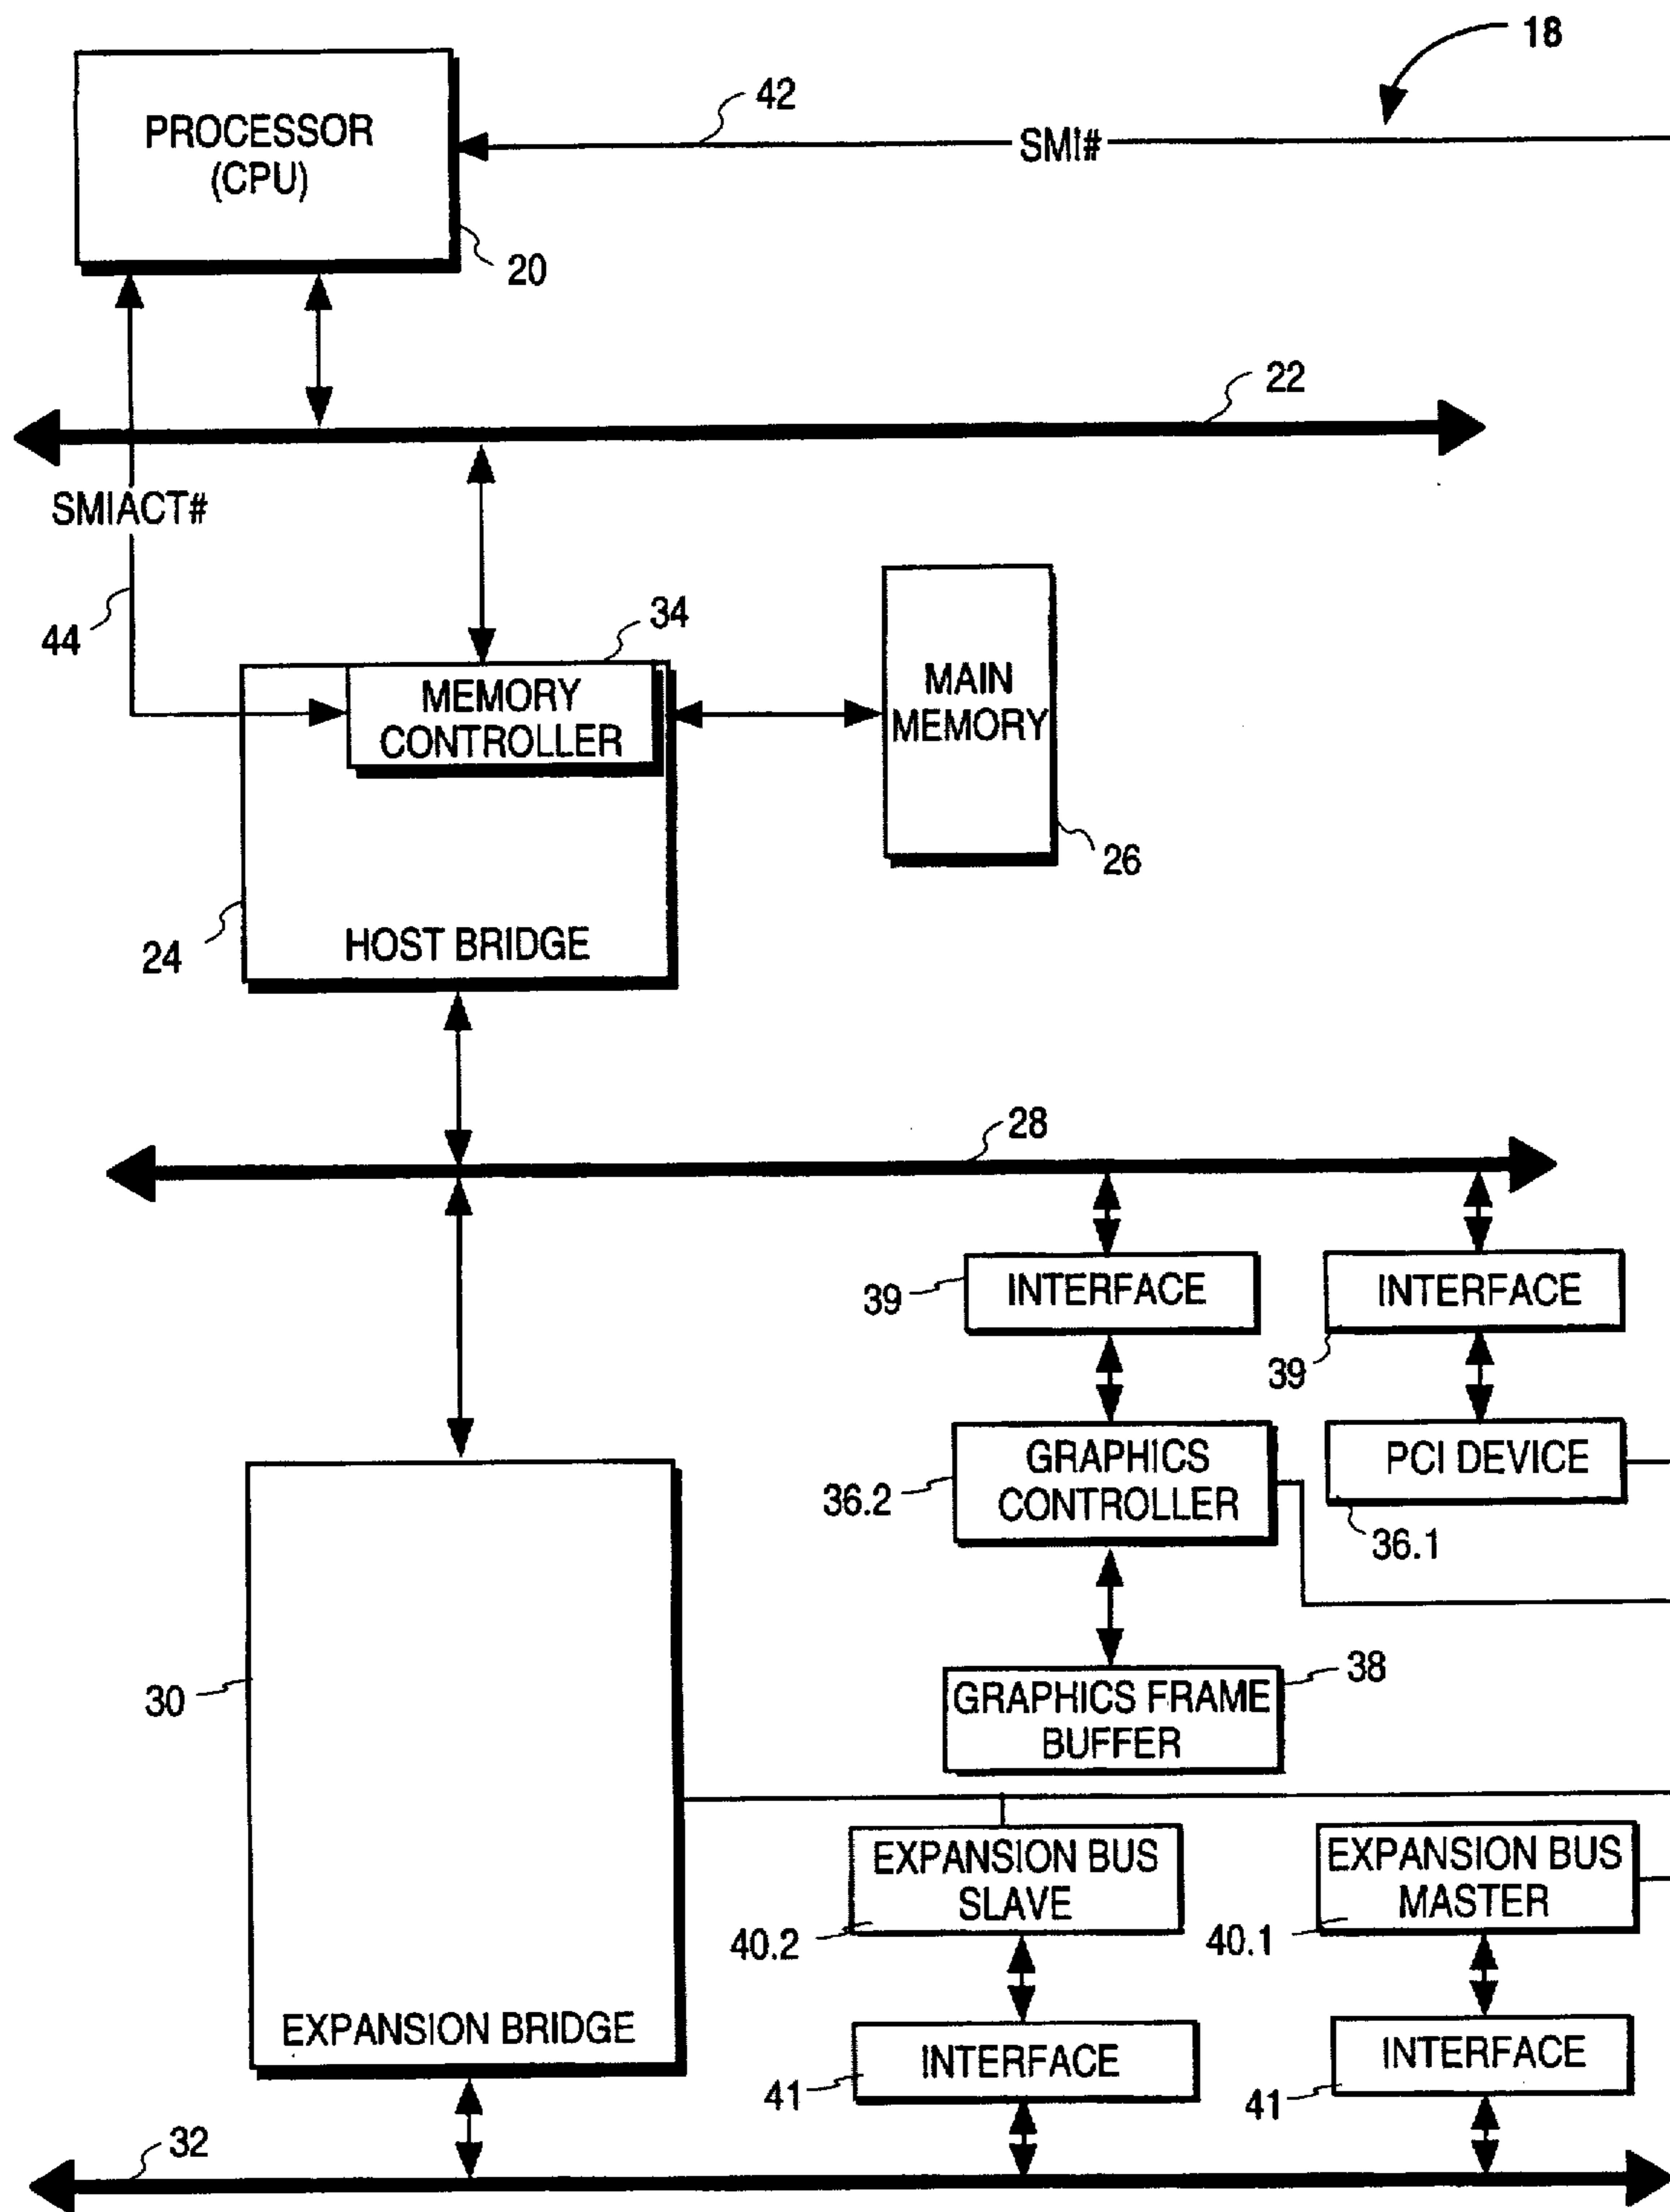 18
42
PROCESSOR
(CPU)
SMI#
20
22
SMIACT#
44
34
MEMORY
CONTROLLER
MAIN
MEMORY
26
24
HOST BRIDGE
28
39
INTERFACE
INTERFACE
39
GRAPHICS
CONTROLLER
36.2
PCI DEVICE
36.1
38
30
GRAPHICS FRAME
BUFFER
EXPANSION BUS
SLAVE
40.2
EXPANSION BUS
MASTER
40.1
EXPANSION BRIDGE
INTERFACE
41
INTERFACE
41
32